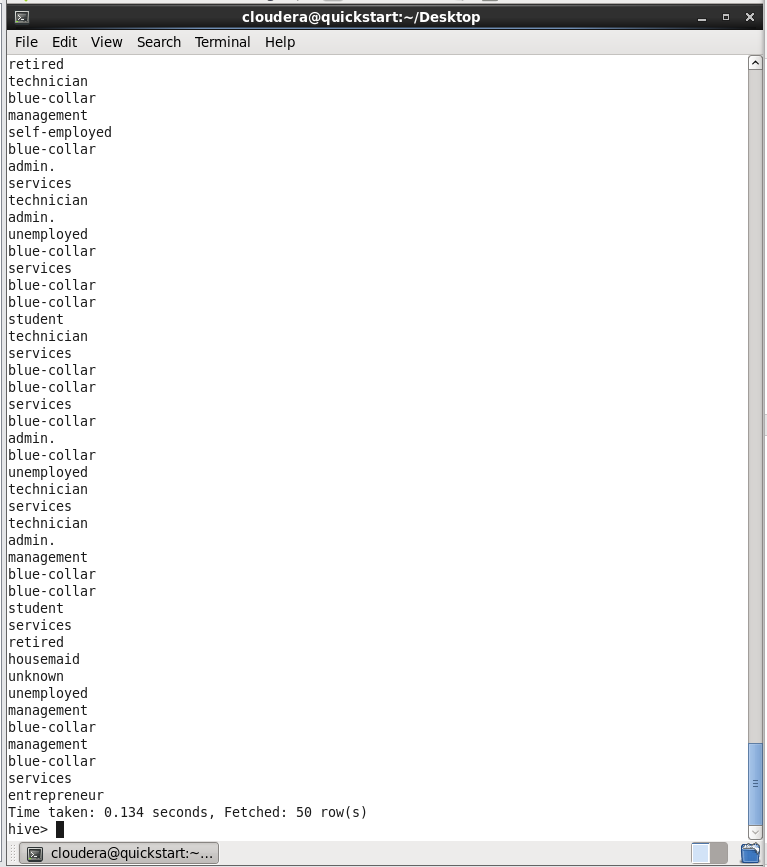 cloudera@quickstart:~/Desktop
File Edit View Search Terminal Help
retired
technician
blue-collar
management
self-employed
blue-collar
admin.
services
technician
admin.
unemployed
blue-collar
services
blue-collar
blue-collar
student
technician
services
blue-collar
blue-collar
services
blue-collar
admin.
blue-collar
unemployed
technician
services
technician
admin.
management
blue-collar
blue-collar
student
services
retired
housemaid
unknown
unemployed
management
blue-collar
management
blue-collar
services
entrepreneur
Time taken: 0.134 seconds, Fetched: 50 row(s)
hive>
cloudera@quickstart:~...